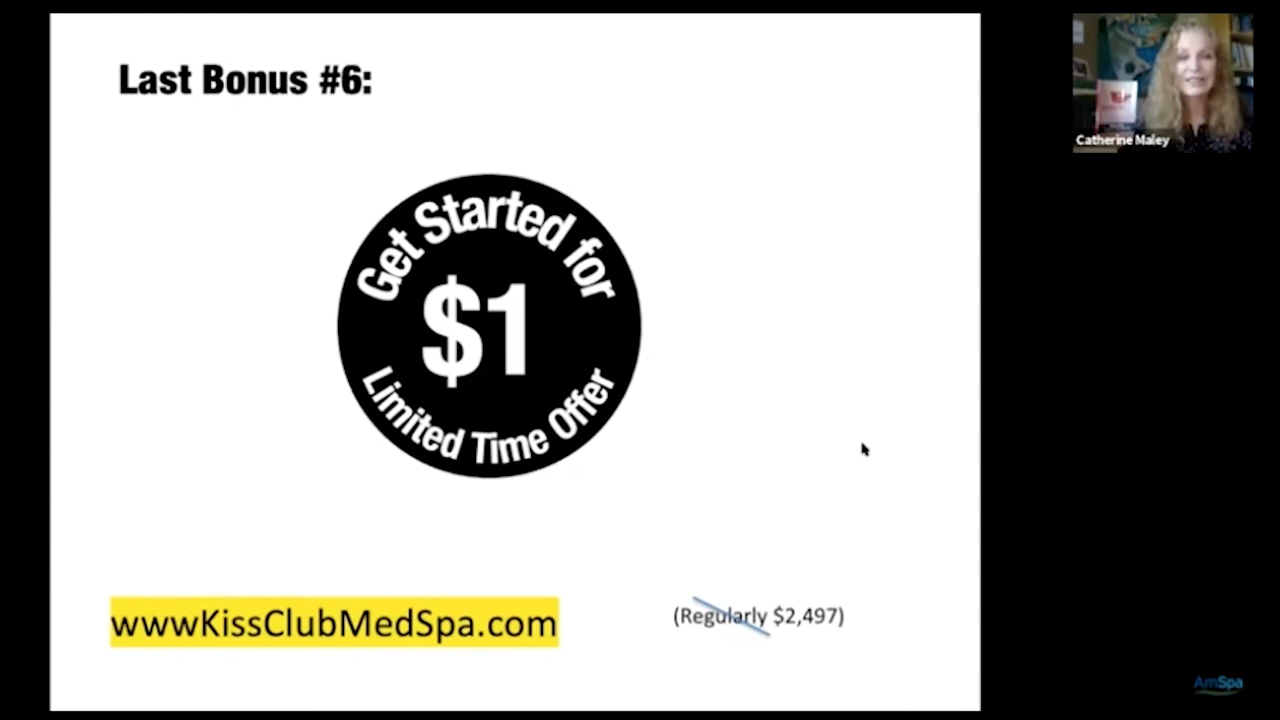 Last Bonus #6:
Get Started for
$1
Limited Time Offer
wwwKissClubMedSpa.com
(Regularly $2,497)
Catherine Maley
AmSpa